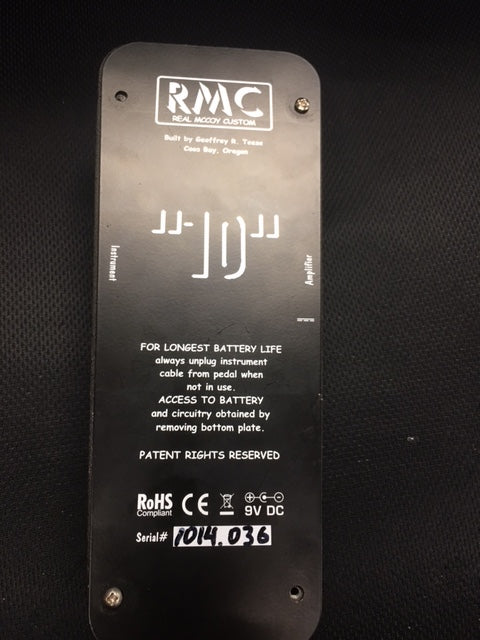 RMC
REAL MCCOY CUSTOM
Built by Geoffrey R. Teese
Coos Bay, Oregon
"-10"
Instrument
Amplifier
FOR LONGEST BATTERY LIFE
always unplug instrument
cable from pedal when
not in use.
ACCESS TO BATTERY
and circuitry obtained by
removing bottom plate.
PATENT RIGHTS RESERVED
RoHS
Compliant
CE
9V DC
Serial# 1014.036